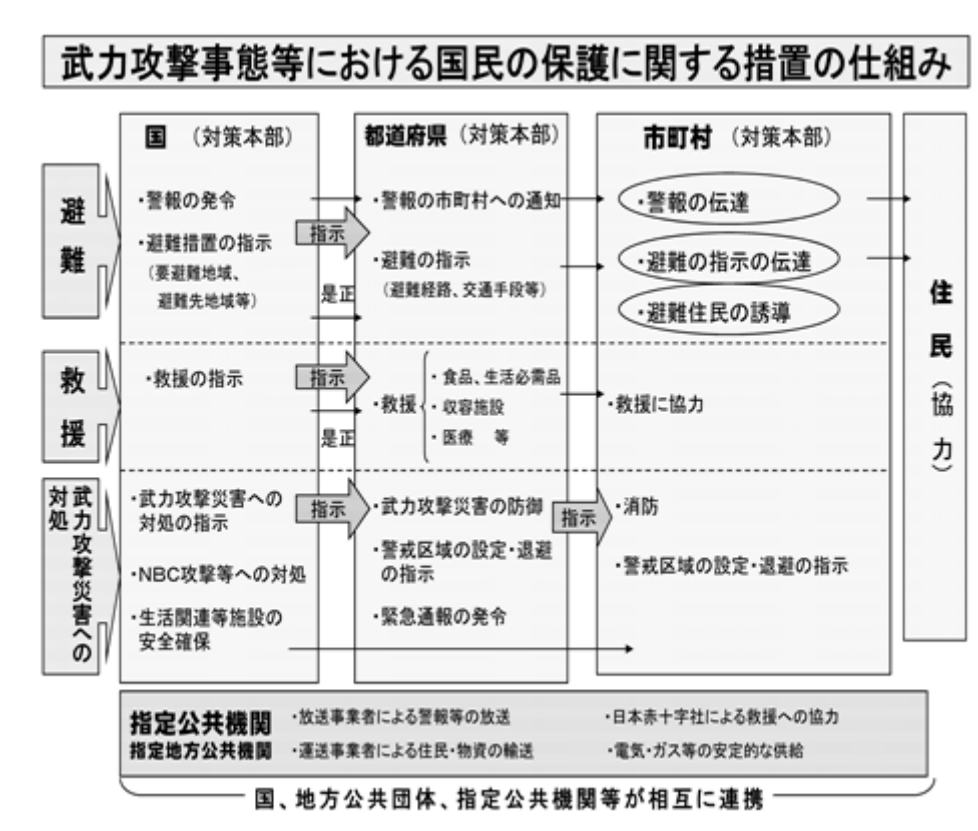 武力攻撃事態等における国民の保護に関する措置の仕組み
国 (対策本部)
都道府県 (対策本部)
市町村 (対策本部)
避難
・警報の発令
・避難措置の指示
(要避難地域、
避難先地域等)
指示
是正
・警報の市町村への通知
・避難の指示
(避難経路、交通手段等)
・警報の伝達
・避難の指示の伝達
・避難住民の誘導
住民(協力)
救援
・救援の指示
指示
是正
・救援
・食品、生活必需品
・収容施設
・医療 等
・救援に協力
武力攻撃災害への
対処
・武力攻撃災害への
対処の指示
・NBC攻撃等への対処
・生活関連等施設の
安全確保
指示
・武力攻撃災害の防御
・警戒区域の設定・退避
の指示
・緊急通報の発令
指示
・消防
・警戒区域の設定・退避の指示
指定公共機関
指定地方公共機関
・放送事業者による警報等の放送
・運送事業者による住民・物資の輸送
・日本赤十字社による救援への協力
・電気・ガス等の安定的な供給
国、地方公共団体、指定公共機関等が相互に連携